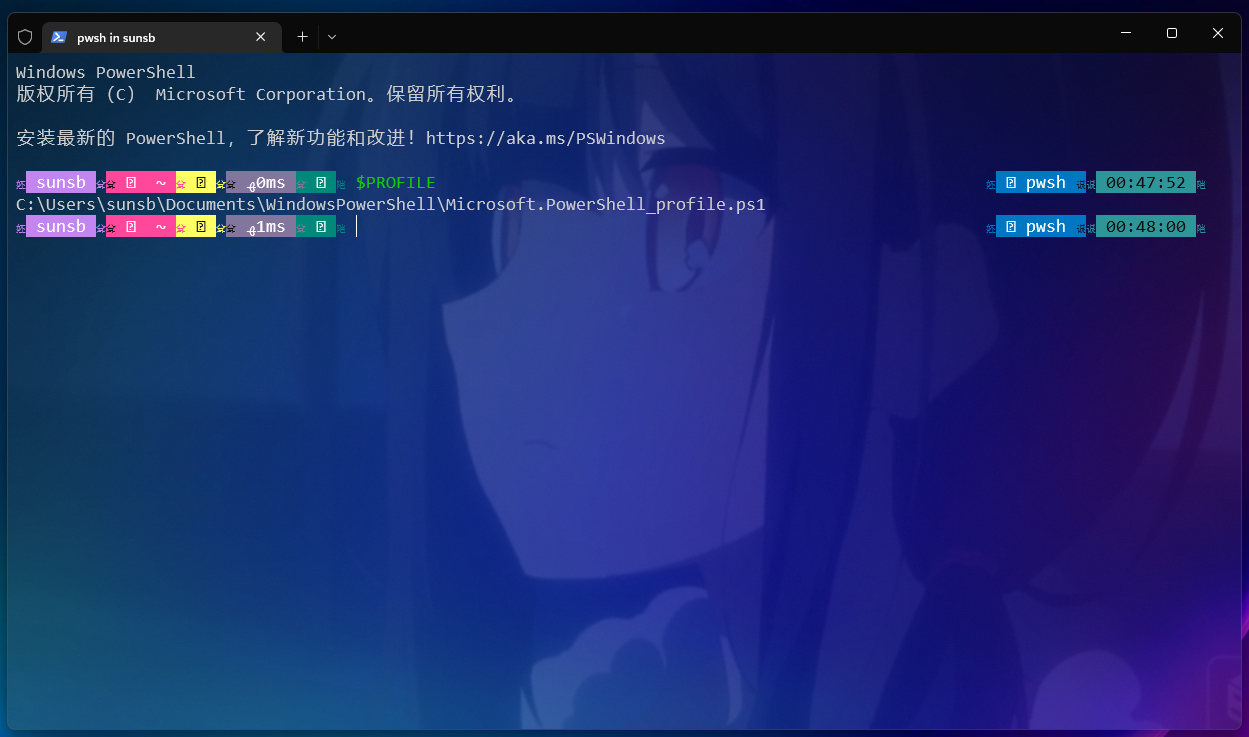 pwsh in sunsb
Windows PowerShell
版权所有 (C) Microsoft Corporation。保留所有权利。
安装最新的 PowerShell，了解新功能和改进！https://aka.ms/PSWindows
sunsb ~ 0ms $PROFILE pwsh 00:47:52
C:\Users\sunsb\Documents\WindowsPowerShell\Microsoft.PowerShell_profile.ps1
sunsb ~ 1ms pwsh 00:48:00